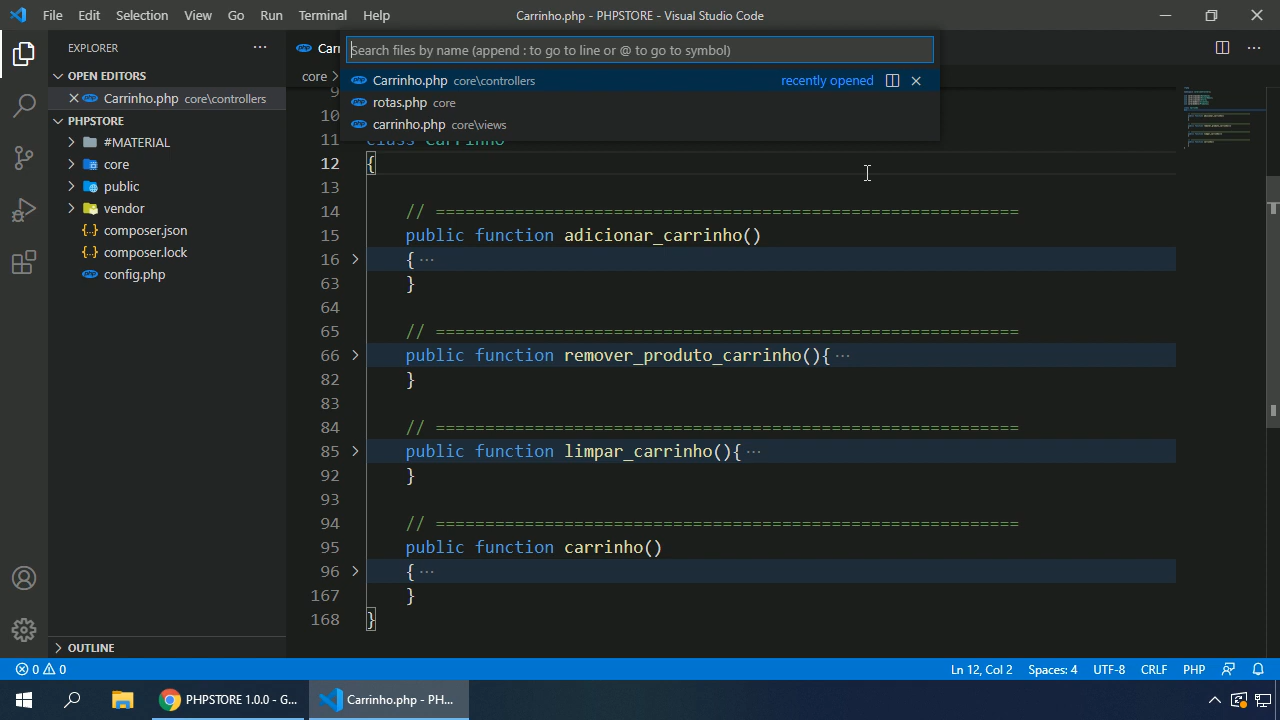 File Edit Selection View Go Run Terminal Help Carrinho.php - PHPSTORE - Visual Studio Code
EXPLORER ···
OPEN EDITORS
Carrinho.php core\controllers
PHPSTORE
#MATERIAL
core
public
vendor
composer.json
composer.lock
config.php
OUTLINE
Carr
core >
Search files by name (append : to go to line or @ to go to symbol)
Carrinho.php core\controllers recently opened
rotas.php core
carrinho.php core\views
9
10
11 class Carrinho
12 {
13
14 // ===========================================================
15 public function adicionar_carrinho()
16 { ···
63 }
64
65 // ===========================================================
66 public function remover_produto_carrinho(){ ···
82 }
83
84 // ===========================================================
85 public function limpar_carrinho(){ ···
92 }
93
94 // ===========================================================
95 public function carrinho()
96 { ···
167 }
168 }
0 0 Ln 12, Col 2 Spaces: 4 UTF-8 CRLF PHP
PHPSTORE 1.0.0 - G... Carrinho.php - PH...